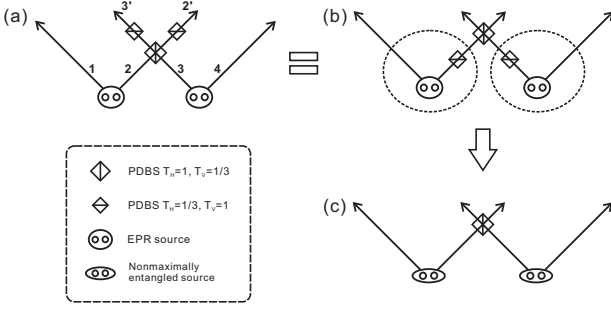 (a)
3'
2'
1
2
3
4
(b)
PDBS T_H=1, T_V=1/3
PDBS T_H=1/3, T_V=1
EPR source
Nonmaximally
entangled source
(c)